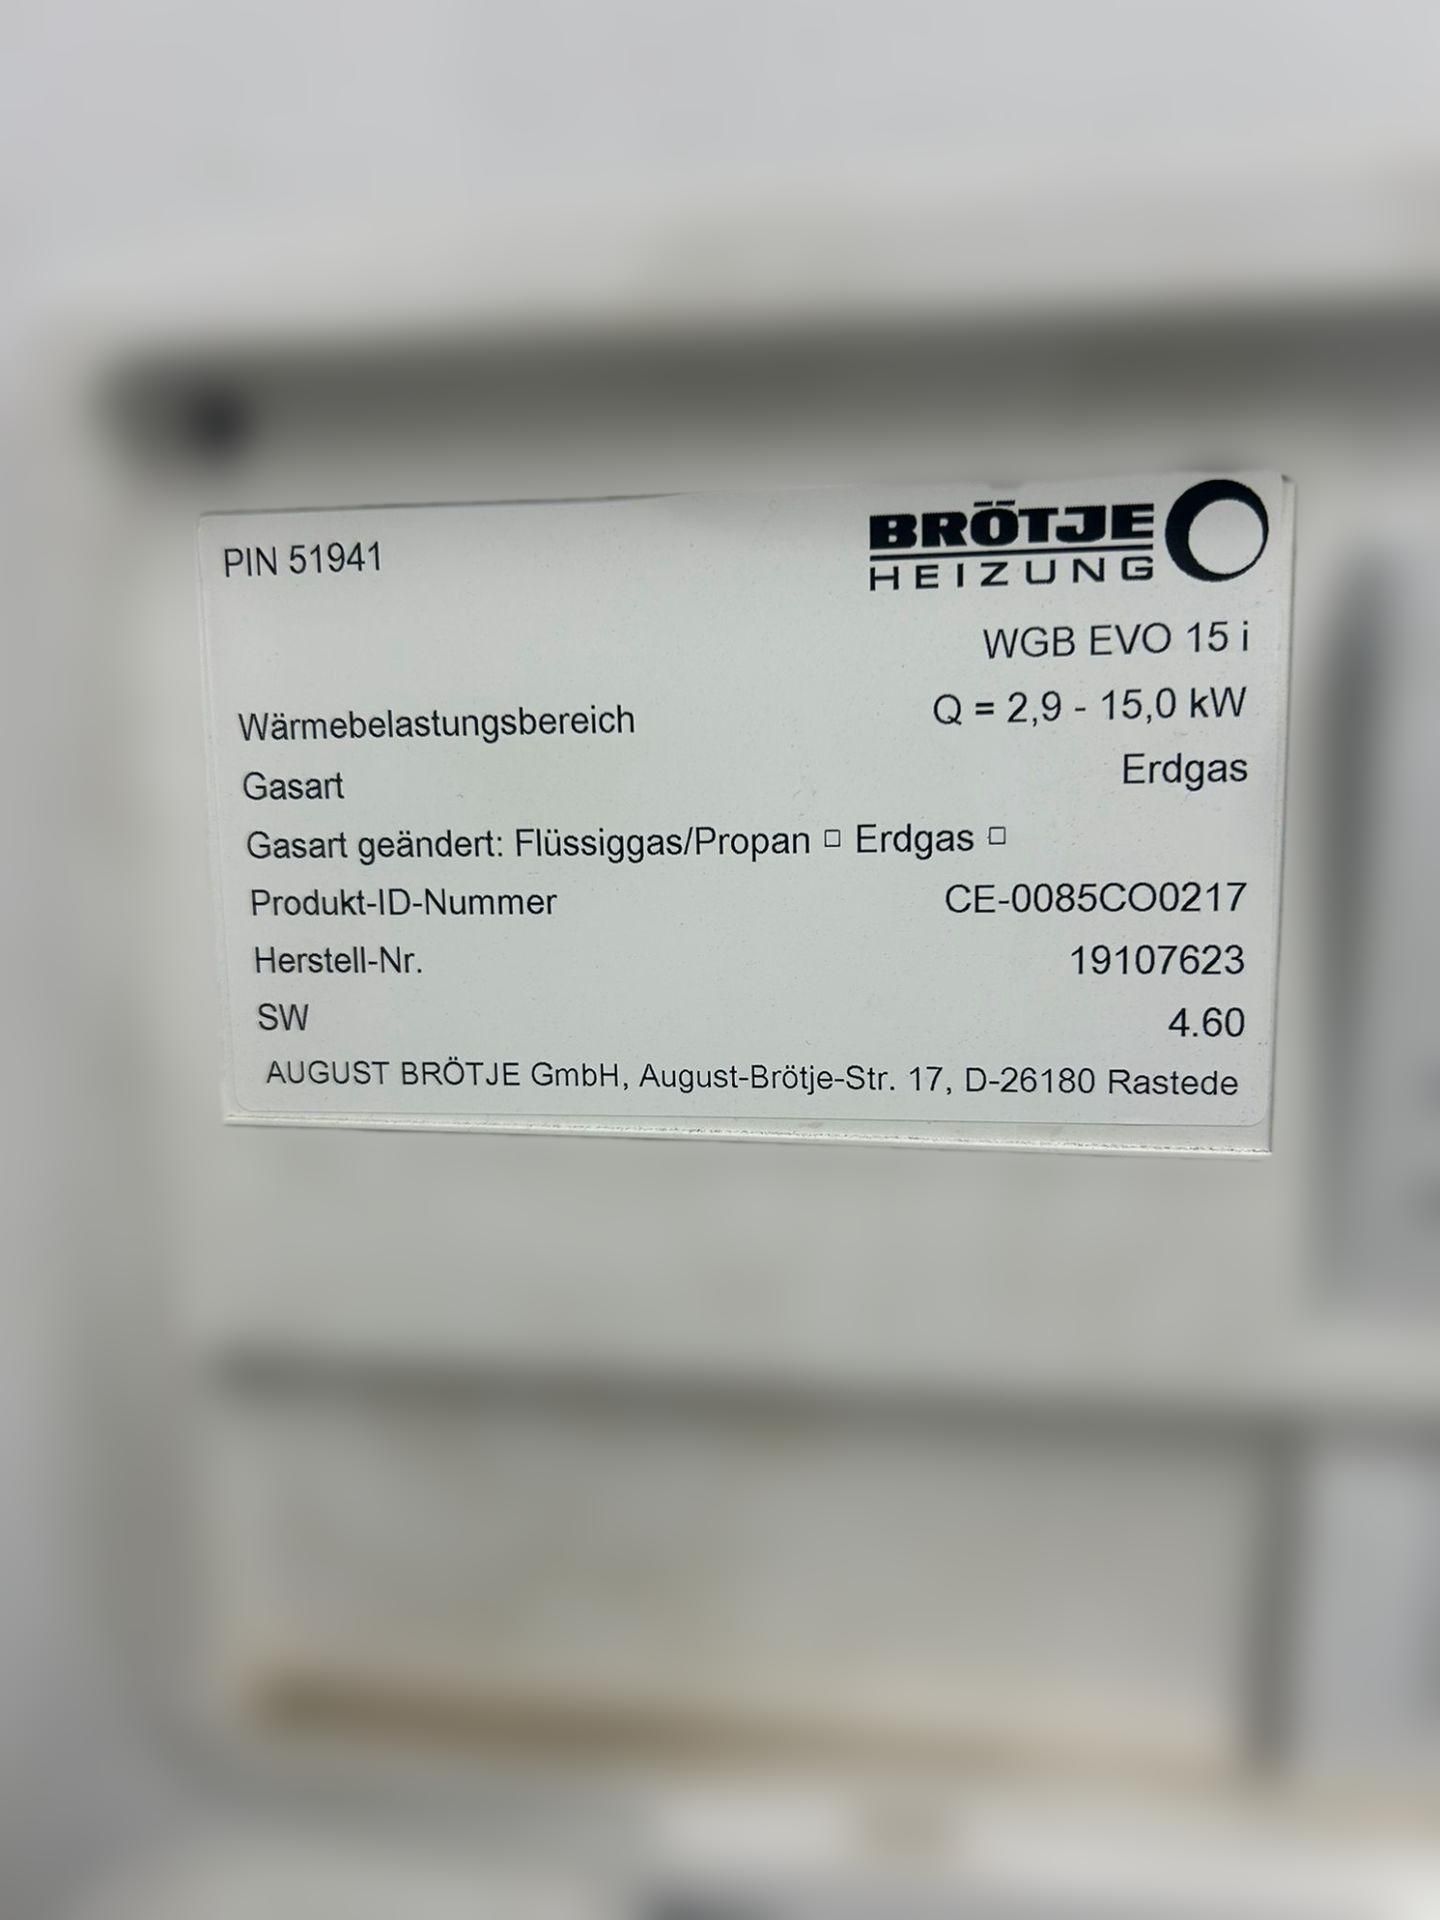 PIN 51941
BRÖTJE
HEIZUNG
WGB EVO 15 i
Wärmebelastungsbereich Q = 2,9 - 15,0 kW
Gasart Erdgas
Gasart geändert: Flüssiggas/Propan □ Erdgas □
Produkt-ID-Nummer CE-0085CO0217
Herstell-Nr. 19107623
SW 4.60
AUGUST BRÖTJE GmbH, August-Brötje-Str. 17, D-26180 Rastede